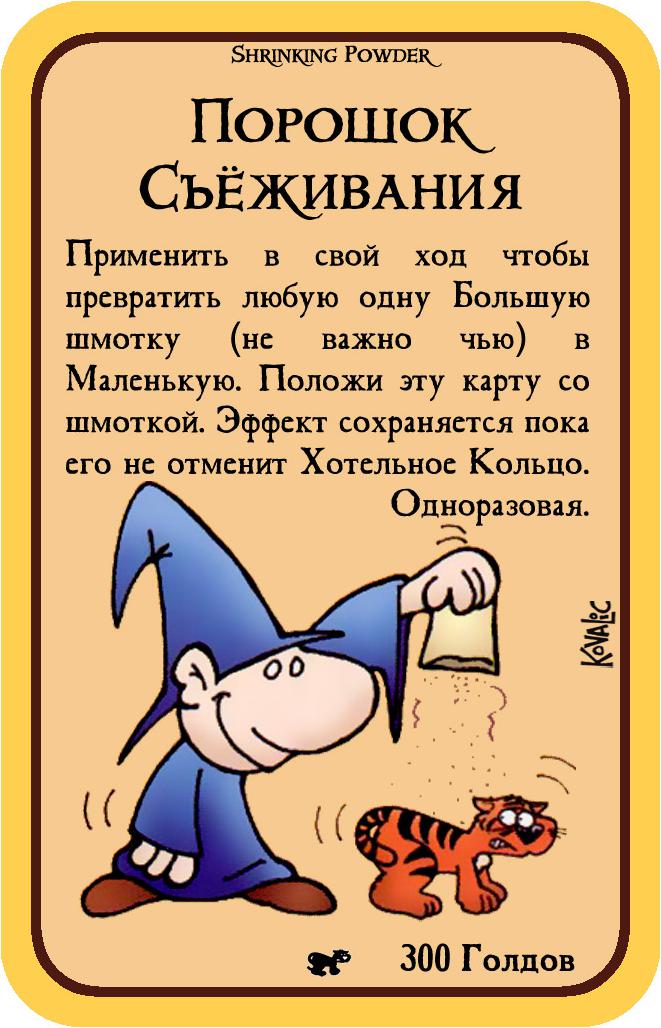 Shrinking Powder
Порошок
Съёживания
Применить в свой ход чтобы
превратить любую одну Большую
шмотку (не важно чью) в
Маленькую. Положи эту карту со
шмоткой. Эффект сохраняется пока
его не отменит Хотельное Кольцо.
Одноразовая.
Kovalic
300 Голдов